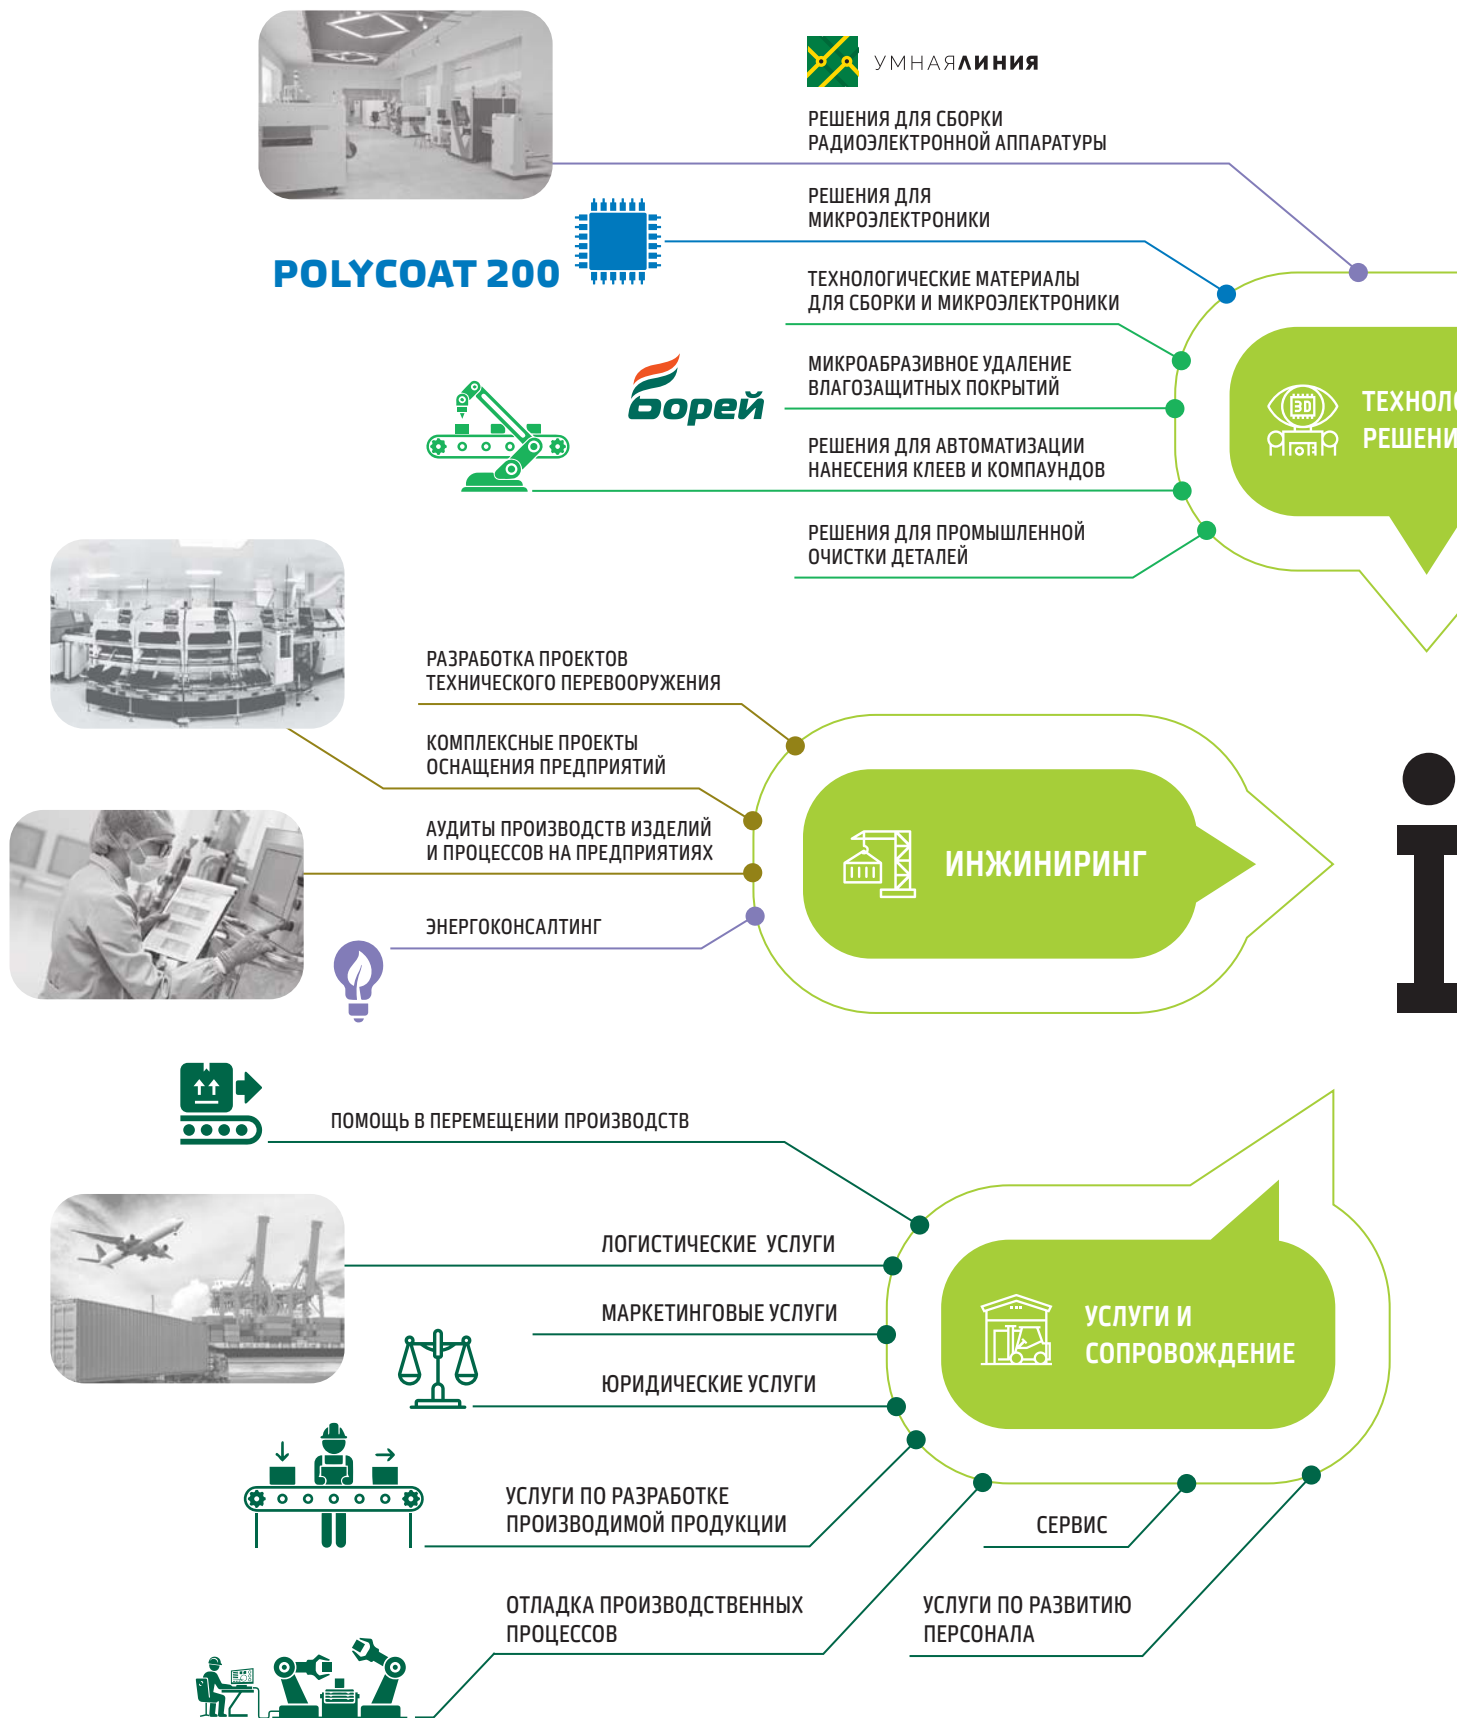 УМНАЯЛИНИЯ
РЕШЕНИЯ ДЛЯ СБОРКИ
РАДИОЭЛЕКТРОННОЙ АППАРАТУРЫ
РЕШЕНИЯ ДЛЯ
МИКРОЭЛЕКТРОНИКИ
POLYCOAT 200
ТЕХНОЛОГИЧЕСКИЕ МАТЕРИАЛЫ
ДЛЯ СБОРКИ И МИКРОЭЛЕКТРОНИКИ
Борей
МИКРОАБРАЗИВНОЕ УДАЛЕНИЕ
ВЛАГОЗАЩИТНЫХ ПОКРЫТИЙ
3D
РЕШЕНИЯ ДЛЯ АВТОМАТИЗАЦИИ
НАНЕСЕНИЯ КЛЕЕВ И КОМПАУНДОВ
РЕШЕНИЯ ДЛЯ ПРОМЫШЛЕННОЙ
ОЧИСТКИ ДЕТАЛЕЙ
РАЗРАБОТКА ПРОЕКТОВ
ТЕХНИЧЕСКОГО ПЕРЕВООРУЖЕНИЯ
КОМПЛЕКСНЫЕ ПРОЕКТЫ
ОСНАЩЕНИЯ ПРЕДПРИЯТИЙ
АУДИТЫ ПРОИЗВОДСТВ ИЗДЕЛИЙ
И ПРОЦЕССОВ НА ПРЕДПРИЯТИЯХ
ЭНЕРГОКОНСАЛТИНГ
ИНЖИНИРИНГ
i
ПОМОЩЬ В ПЕРЕМЕЩЕНИИ ПРОИЗВОДСТВ
ЛОГИСТИЧЕСКИЕ УСЛУГИ
МАРКЕТИНГОВЫЕ УСЛУГИ
ЮРИДИЧЕСКИЕ УСЛУГИ
УСЛУГИ И
СОПРОВОЖДЕНИЕ
УСЛУГИ ПО РАЗРАБОТКЕ
ПРОИЗВОДИМОЙ ПРОДУКЦИИ
СЕРВИС
ОТЛАДКА ПРОИЗВОДСТВЕННЫХ
ПРОЦЕССОВ
УСЛУГИ ПО РАЗВИТИЮ
ПЕРСОНАЛА